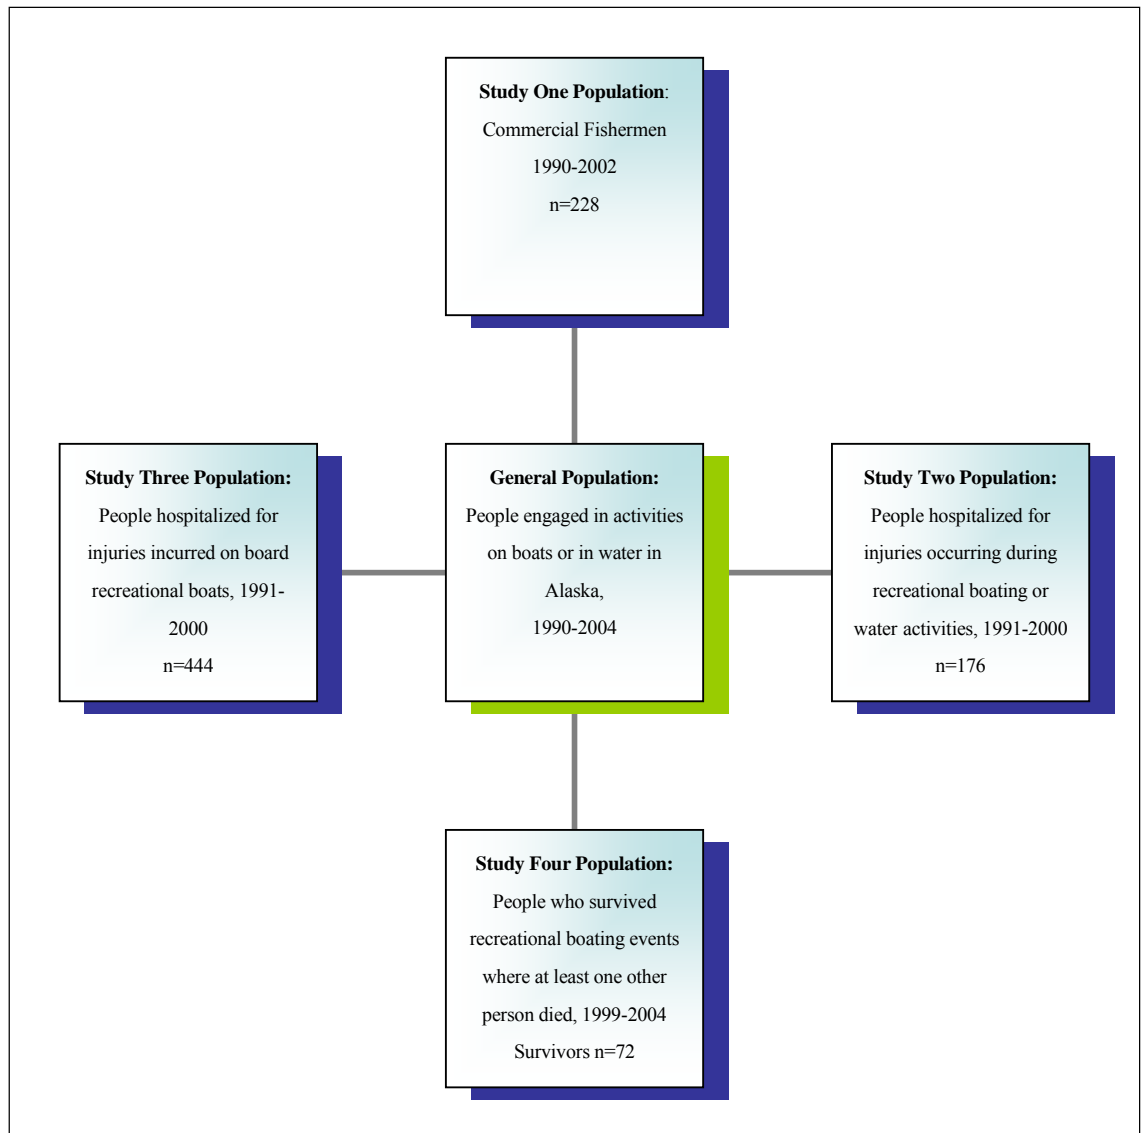 Study One Population:
Commercial Fishermen
1990-2002
n=228
Study Three Population:
People hospitalized for
injuries incurred on board
recreational boats, 1991-
2000
n=444
General Population:
People engaged in activities
on boats or in water in
Alaska,
1990-2004
Study Two Population:
People hospitalized for
injuries occurring during
recreational boating or
water activities, 1991-2000
n=176
Study Four Population:
People who survived
recreational boating events
where at least one other
person died, 1999-2004
Survivors n=72